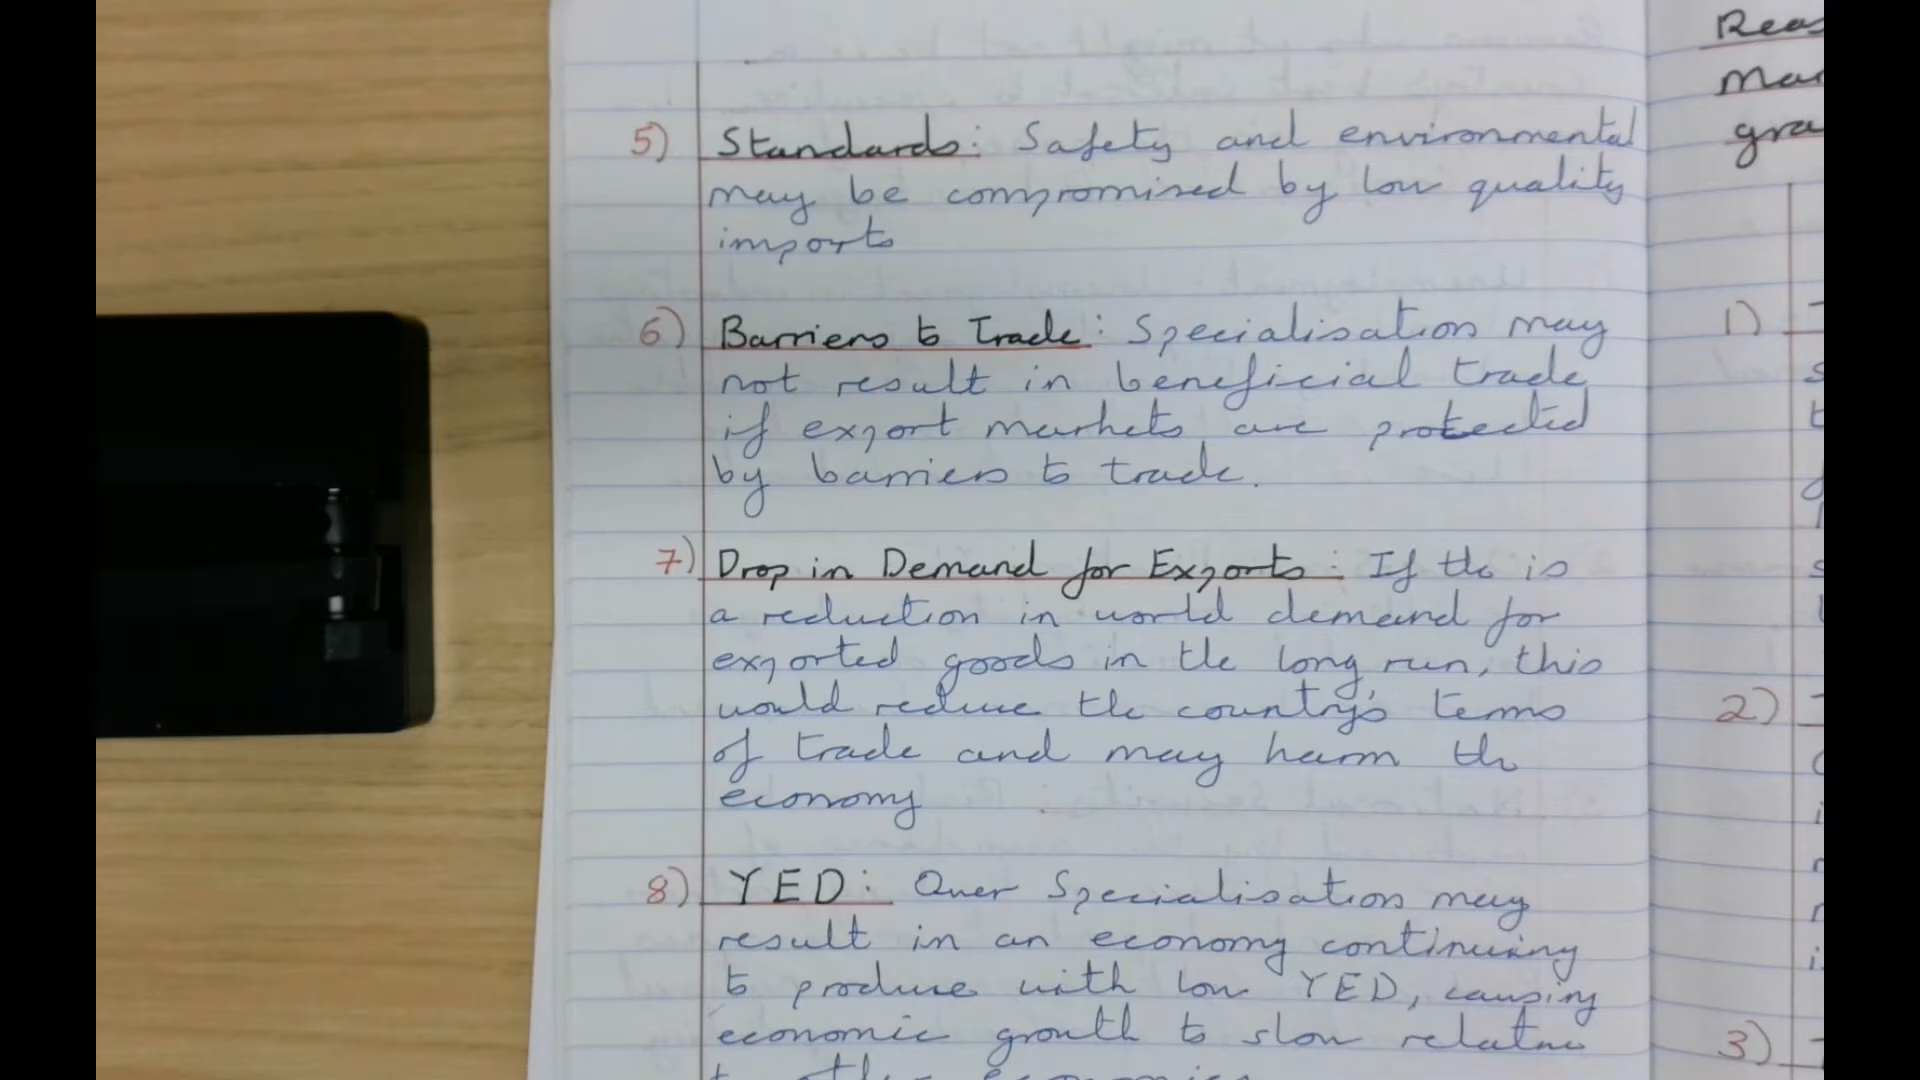 5) Standards: Safety and environmental
may be compromised by low quality
imports
6) Barriers to Trade: Specialisation may
not result in beneficial trade
if export markets are protected
by barriers to trade.
7) Drop in Demand for Exports: If the is
a reduction in world demand for
exported goods in the long run, this
would reduce the country's terms
of trade and may harm the
economy
8) YED: Over Specialisation may
result in an economy continuing
to produce with low YED, causing
economic growth to slow relative
1)
2)
3)